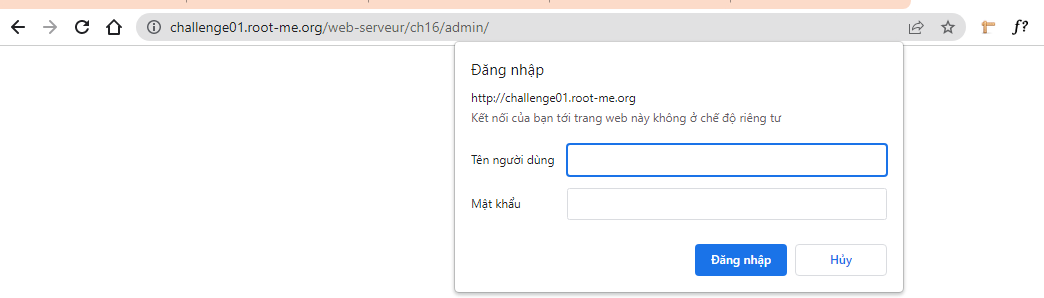 challenge01.root-me.org/web-serveur/ch16/admin/
f?
Đăng nhập
http://challenge01.root-me.org
Kết nối của bạn tới trang web này không ở chế độ riêng tư
Tên người dùng
Mật khẩu
Đăng nhập
Hủy